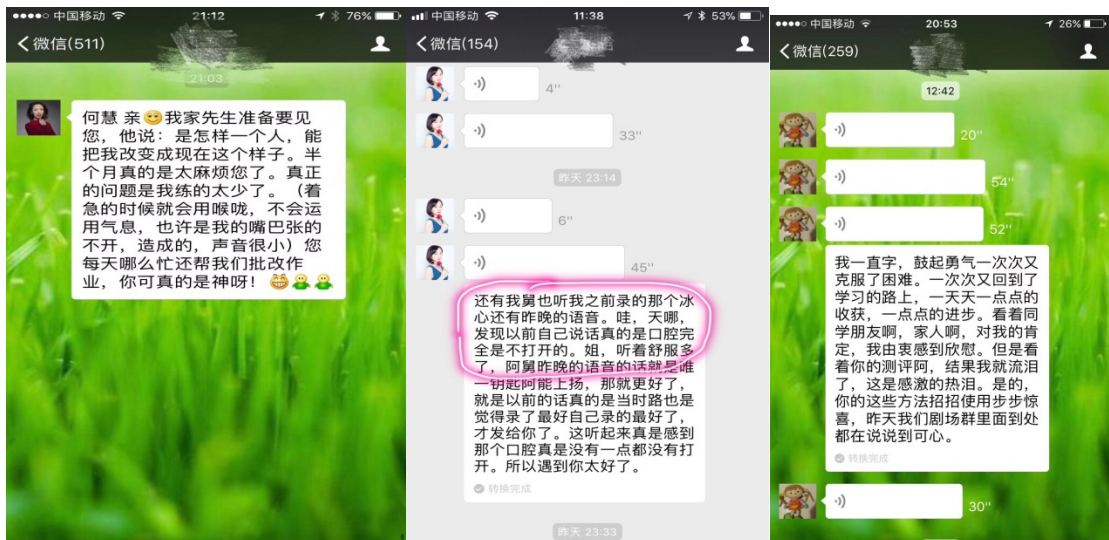 中国移动
21:12
76%
微信(511)
21:03
何慧 亲 我家先生准备要见
您，他说：是怎样一个人，能
把我改变成现在这个样子。半
个月真的是太麻烦您了。真正
的问题是我练的太少了。（着
急的时候就会用喉咙，不会运
用气息，也许是我的嘴巴张的
不开，造成的，声音很小）您
每天哪么忙还帮我们批改作
业，你可真的是神呀！
中国移动
11:38
53%
微信(154)
4"
33"
昨天 23:14
6"
45"
还有我舅也听我之前录的那个冰
心还有昨晚的语音。哇，天哪，
发现以前自己说话真的是口腔完
全是不打开的。姐，听着舒服多
了，阿舅昨晚的语音的话就是唯
一钥匙阿能上扬，那就更好了，
就是以前的话真的是当时路也是
觉得录了最好自己录的最好了，
才发给你了。这听起来真是感到
那个口腔真是没有一点都没有打
开。所以遇到你太好了。
转换完成
昨天 23:33
中国移动
20:53
26%
微信(259)
12:42
20"
54"
52"
我一直字，鼓起勇气一次次又
克服了困难。一次次又回到了
学习的路上，一天天一点点的
收获，一点点的进步。看着同
学朋友啊，家人啊，对我的肯
定，我由衷感到欣慰。但是看
着你的测评阿，结果我就流泪
了，这是感激的热泪。是的，
你的这些方法招招使用步步惊
喜，昨天我们剧场群里面到处
都在说说到可心。
转换完成
30"